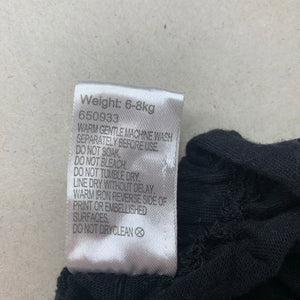 Weight: 6-8kg
650933
WARM GENTLE MACHINE WASH
SEPARATELY BEFORE USE.
DO NOT SOAK.
DO NOT BLEACH.
DO NOT TUMBLE DRY.
LINE DRY WITHOUT DELAY.
WARM IRON REVERSE SIDE OF
PRINT OR EMBELLISHED
SURFACES.
DO NOT DRYCLEAN